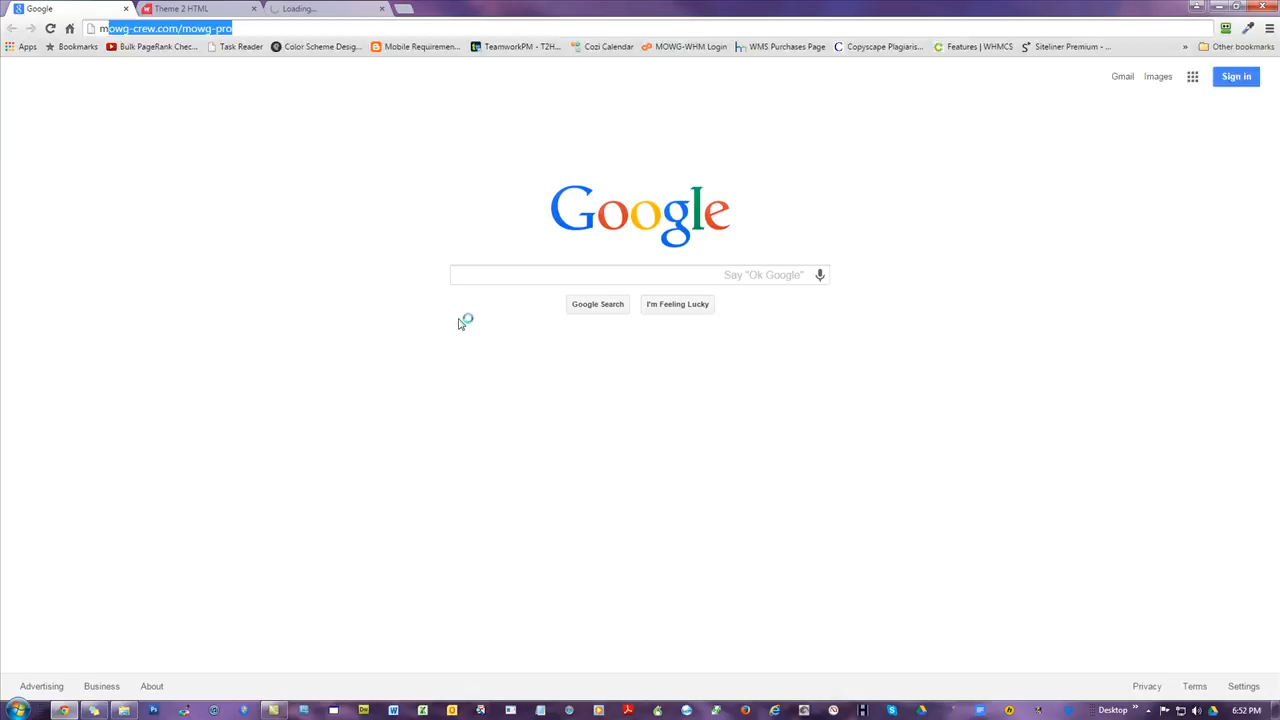 Google
Theme 2 HTML
Loading...
mowg-crew.com/mowg-pro
Apps
Bookmarks
Bulk PageRank Chec...
Task Reader
Color Scheme Desig...
Mobile Requiremen...
TeamworkPM - T2H...
Cozi Calendar
MOWG-WHM Login
WMS Purchases Page
Copyscape Plagiaris...
Features | WHMCS
Siteliner Premium - ...
»
Other bookmarks
Gmail
Images
Sign in
Google
Say "Ok Google"
Google Search
I'm Feeling Lucky
Advertising
Business
About
Privacy
Terms
Settings
Desktop
»
6:52 PM